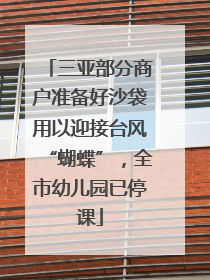 「三亚部分商
户准备好沙袋
用以迎接台风
“蝴蝶”，全
市幼儿园已停
课」